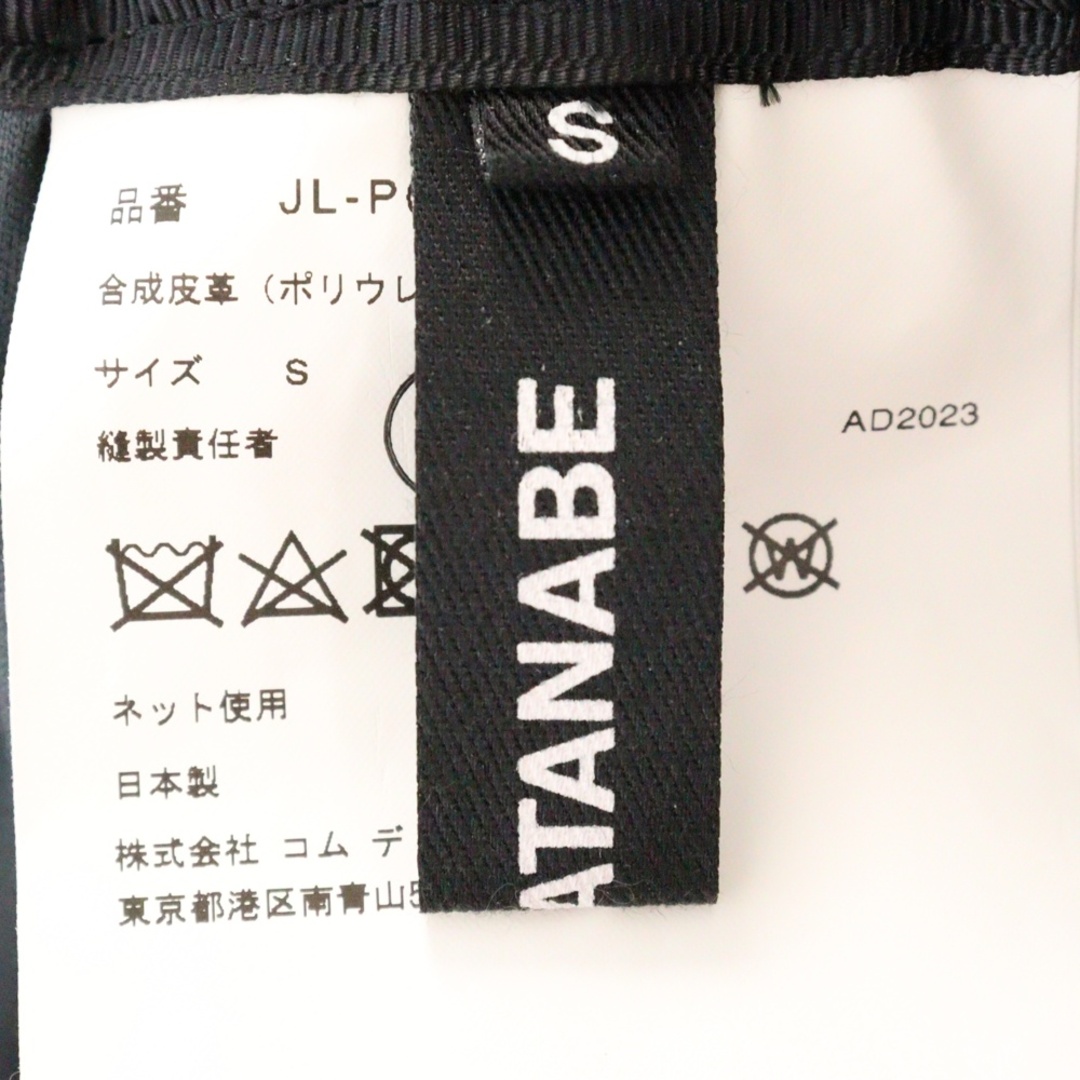 S
品番 JL-P
合成皮革（ポリウレ
サイズ S
縫製責任者
AD2023
W
ネット使用
日本製
株式会社 コム デ
東京都港区南青山5
ATANABE